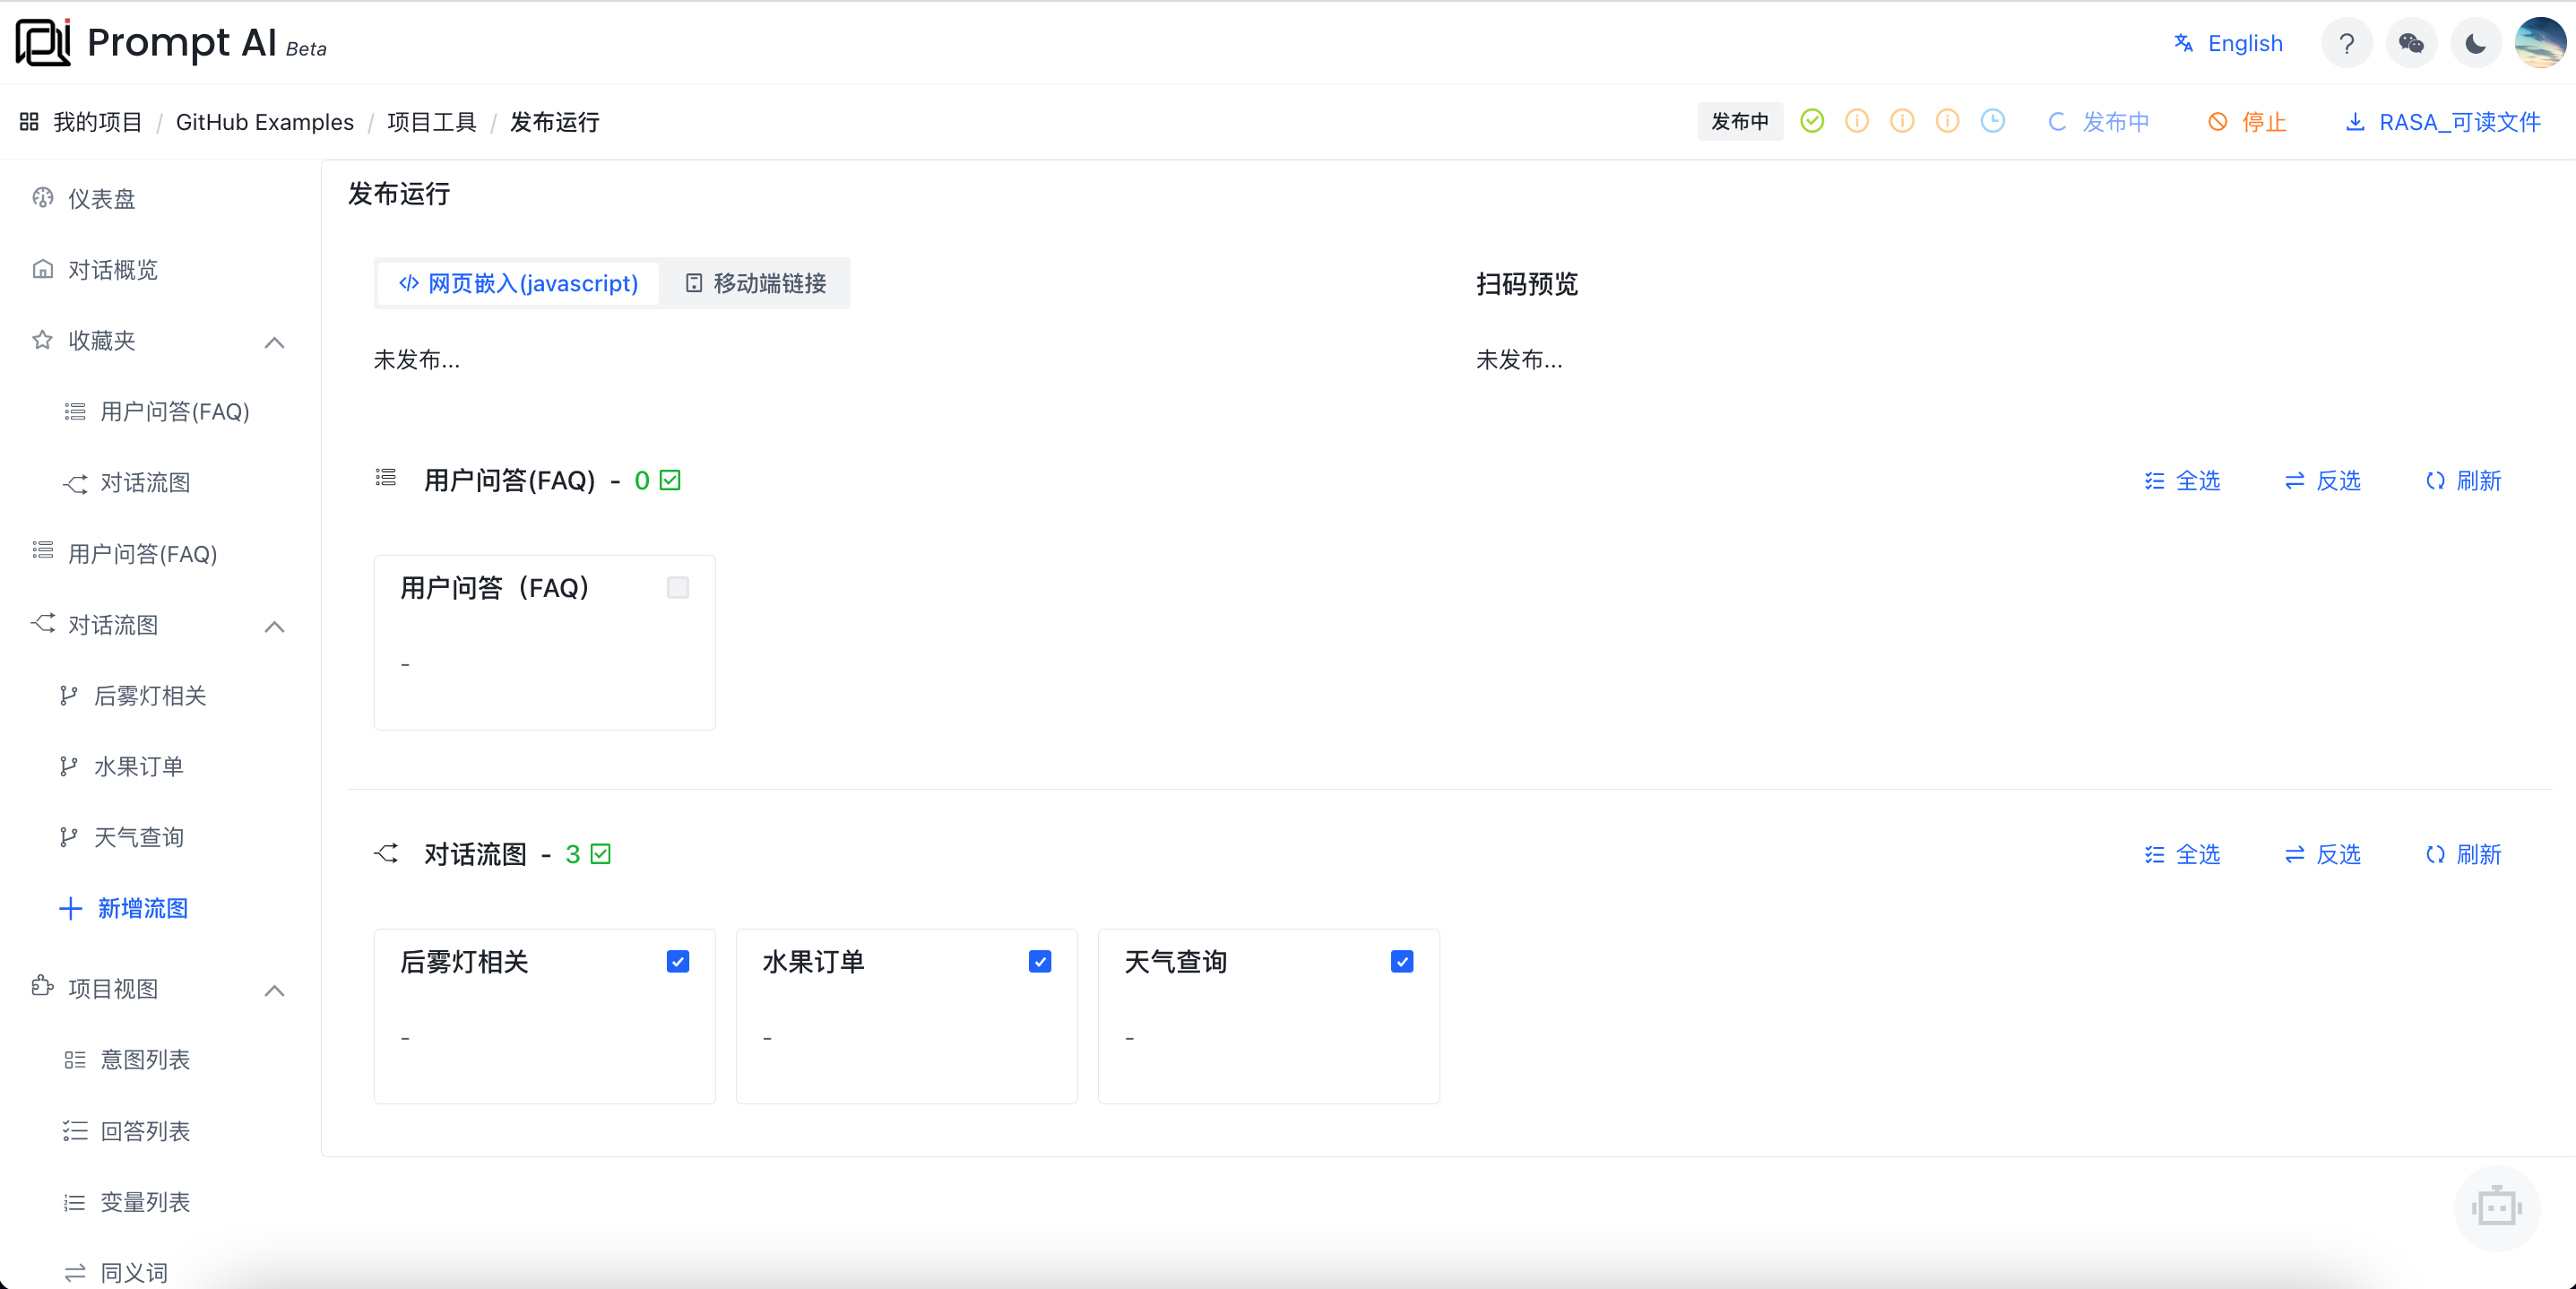 Prompt AI Beta
English
我的项目 / GitHub Examples / 项目工具 / 发布运行
发布中
发布中
停止
RASA_可读文件
仪表盘
对话概览
收藏夹
用户问答(FAQ)
对话流图
用户问答(FAQ)
对话流图
后雾灯相关
水果订单
天气查询
新增流图
项目视图
意图列表
回答列表
变量列表
同义词
发布运行
网页嵌入(javascript)
移动端链接
扫码预览
未发布...
未发布...
用户问答(FAQ) - 0
全选
反选
刷新
用户问答（FAQ）
-
对话流图 - 3
全选
反选
刷新
后雾灯相关
-
水果订单
-
天气查询
-